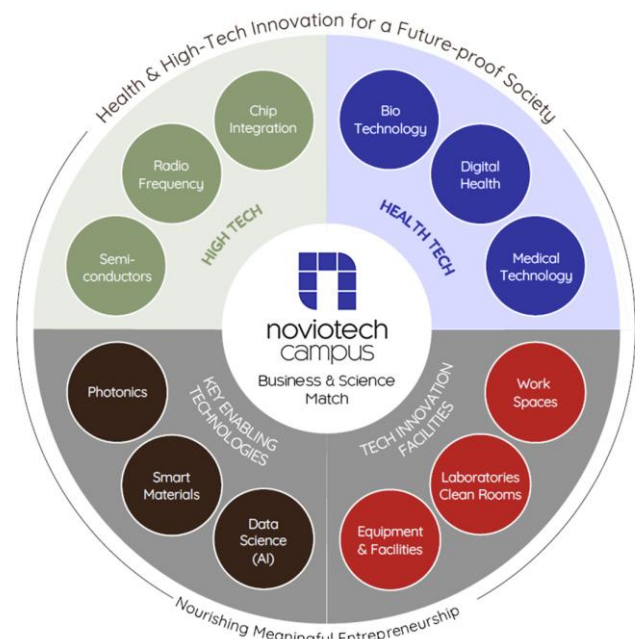 Health & High-Tech Innovation for a Future-proof Society
Chip
Integration
Radio
Frequency
Semi-
conductors
HIGH TECH
Bio
Technology
Digital
Health
Medical
Technology
HEALTH TECH
noviotech
campus
Business & Science
Match
Photonics
Smart
Materials
Data
Science
(AI)
KEY ENABLING
TECHNOLOGIES
TECH INNOVATION
FACILITIES
Work
Spaces
Laboratories
Clean Rooms
Equipment
& Facilities
Nourishing Meaningful Entrepreneurship